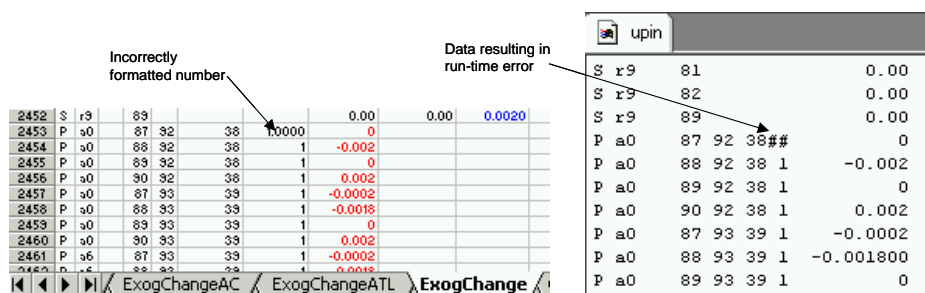 Incorrectly
formatted number
2452 S r9 89 0.00 0.00 0.0020
2453 P a0 87 92 38 1.0000 0
2454 P a0 88 92 38 1 -0.002
2455 P a0 89 92 38 1 0
2456 P a0 90 92 38 1 0.002
2457 P a0 87 93 39 1 -0.0002
2458 P a0 88 93 39 1 -0.0018
2459 P a0 89 93 39 1 0
2460 P a0 90 93 39 1 0.002
2461 P a6 87 93 39 1 -0.0002
ExogChangeAC ExogChangeATL ExogChange
Data resulting in
run-time error
upin
S r9 81 0.00
S r9 82 0.00
S r9 89 0.00
P a0 87 92 38## 0
P a0 88 92 38 1 -0.002
P a0 89 92 38 1 0
P a0 90 92 38 1 0.002
P a0 87 93 39 1 -0.0002
P a0 88 93 39 1 -0.001800
P a0 89 93 39 1 0